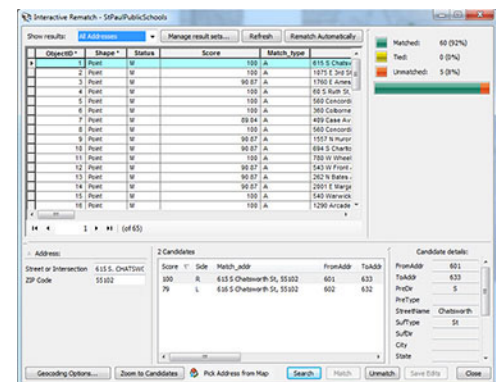 Interactive Rematch - StPaulPublicSchools
Show results: All Addresses Manage result sets... Refresh Rematch Automatically
ObjectID * Shape * Status Score Match_type
1 Point M 100 A 615 S Chatsw
2 Point M 100 A 1075 E 3rd St
3 Point M 90.87 A 1760 E Ames
4 Point M 100 A 60 S Ruth St,
5 Point M 100 A 560 Concordi
6 Point M 100 A 360 Colborne
7 Point M 89.04 A 409 Case Av
8 Point M 100 A 560 Concordi
9 Point M 90.87 A 1557 N Huron
10 Point M 90.87 A 694 S Charlto
11 Point M 100 A 780 W Wheel
12 Point M 90.87 A 543 W Front
13 Point M 90.87 A 262 N Bates
14 Point M 90.87 A 2001 E Marga
15 Point M 100 A 540 Warwick
16 Point M 100 A 1290 Arcade
1 (of 65)
Matched: 60 (92%)
Tied: 0 (0%)
Unmatched: 5 (8%)
Address:
Street or Intersection 615 S. CHATSWO
ZIP Code 55102
2 Candidates
Score Side Match_addr FromAddr ToAddr
100 R 615 S Chatsworth St, 55102 601 633
79 L 616 S Chatsworth St, 55102 602 632
Candidate details:
FromAddr 601
ToAddr 633
PreDir S
PreType
StreetName Chatsworth
SufType St
SufDir
City
State
Geocoding Options... Zoom to Candidates Pick Address from Map Search Match Unmatch Save Edits Close